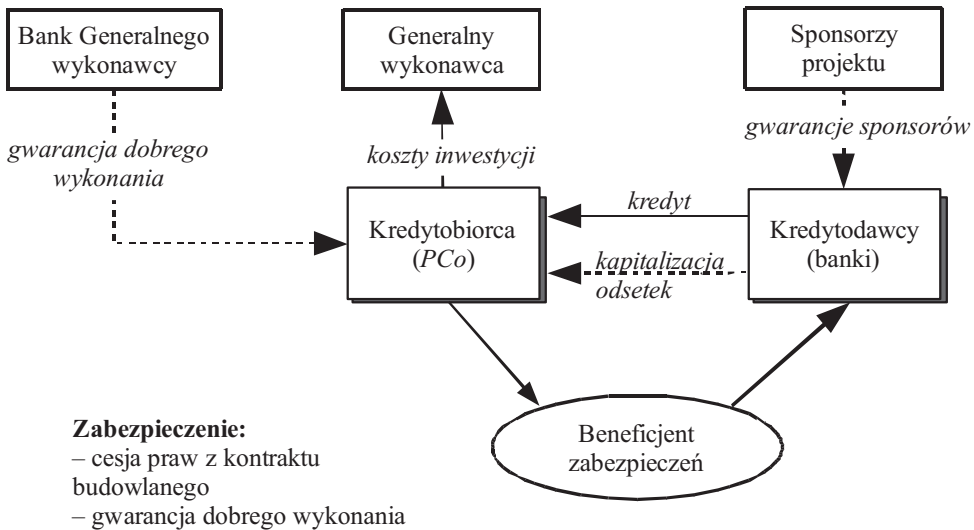 Bank Generalnego
wykonawcy
Generalny
wykonawca
Sponsorzy
projektu
gwarancja dobrego
wykonania
koszty inwestycji
gwarancje sponsorów
Kredytobiorca
(PCo)
kredyt
kapitalizacja
odsetek
Kredytodawcy
(banki)
Beneficjent
zabezpieczeń
Zabezpieczenie:
– cesja praw z kontraktu
budowlanego
– gwarancja dobrego wykonania